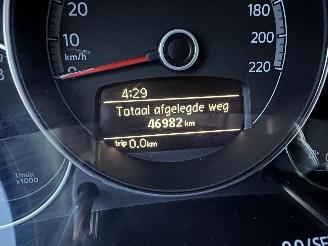 20
10
0
km/h
200
220
4:29
Totaal afgelegde weg
46982 km
trip 0.0 km
1/min
x1000